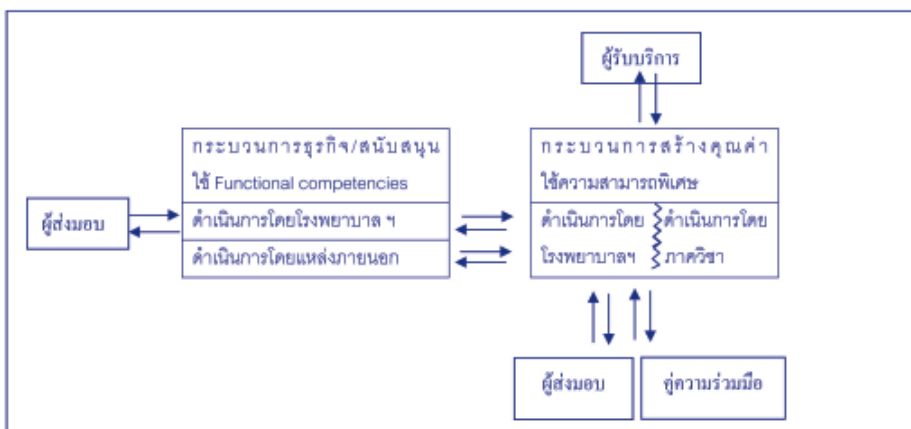 ผู้รับบริการ
กระบวนการธุรกิจ/สนับสนุน
ใช้ Functional competencies
ดำเนินการโดยโรงพยาบาล ฯ
ดำเนินการโดยแหล่งภายนอก
ผู้ส่งมอบ
กระบวนการสร้างคุณค่า
ใช้ความสามารถพิเศษ
ดำเนินการโดย
โรงพยาบาลฯ
ดำเนินการโดย
ภาควิชา
ผู้ส่งมอบ
คู่ความร่วมมือ